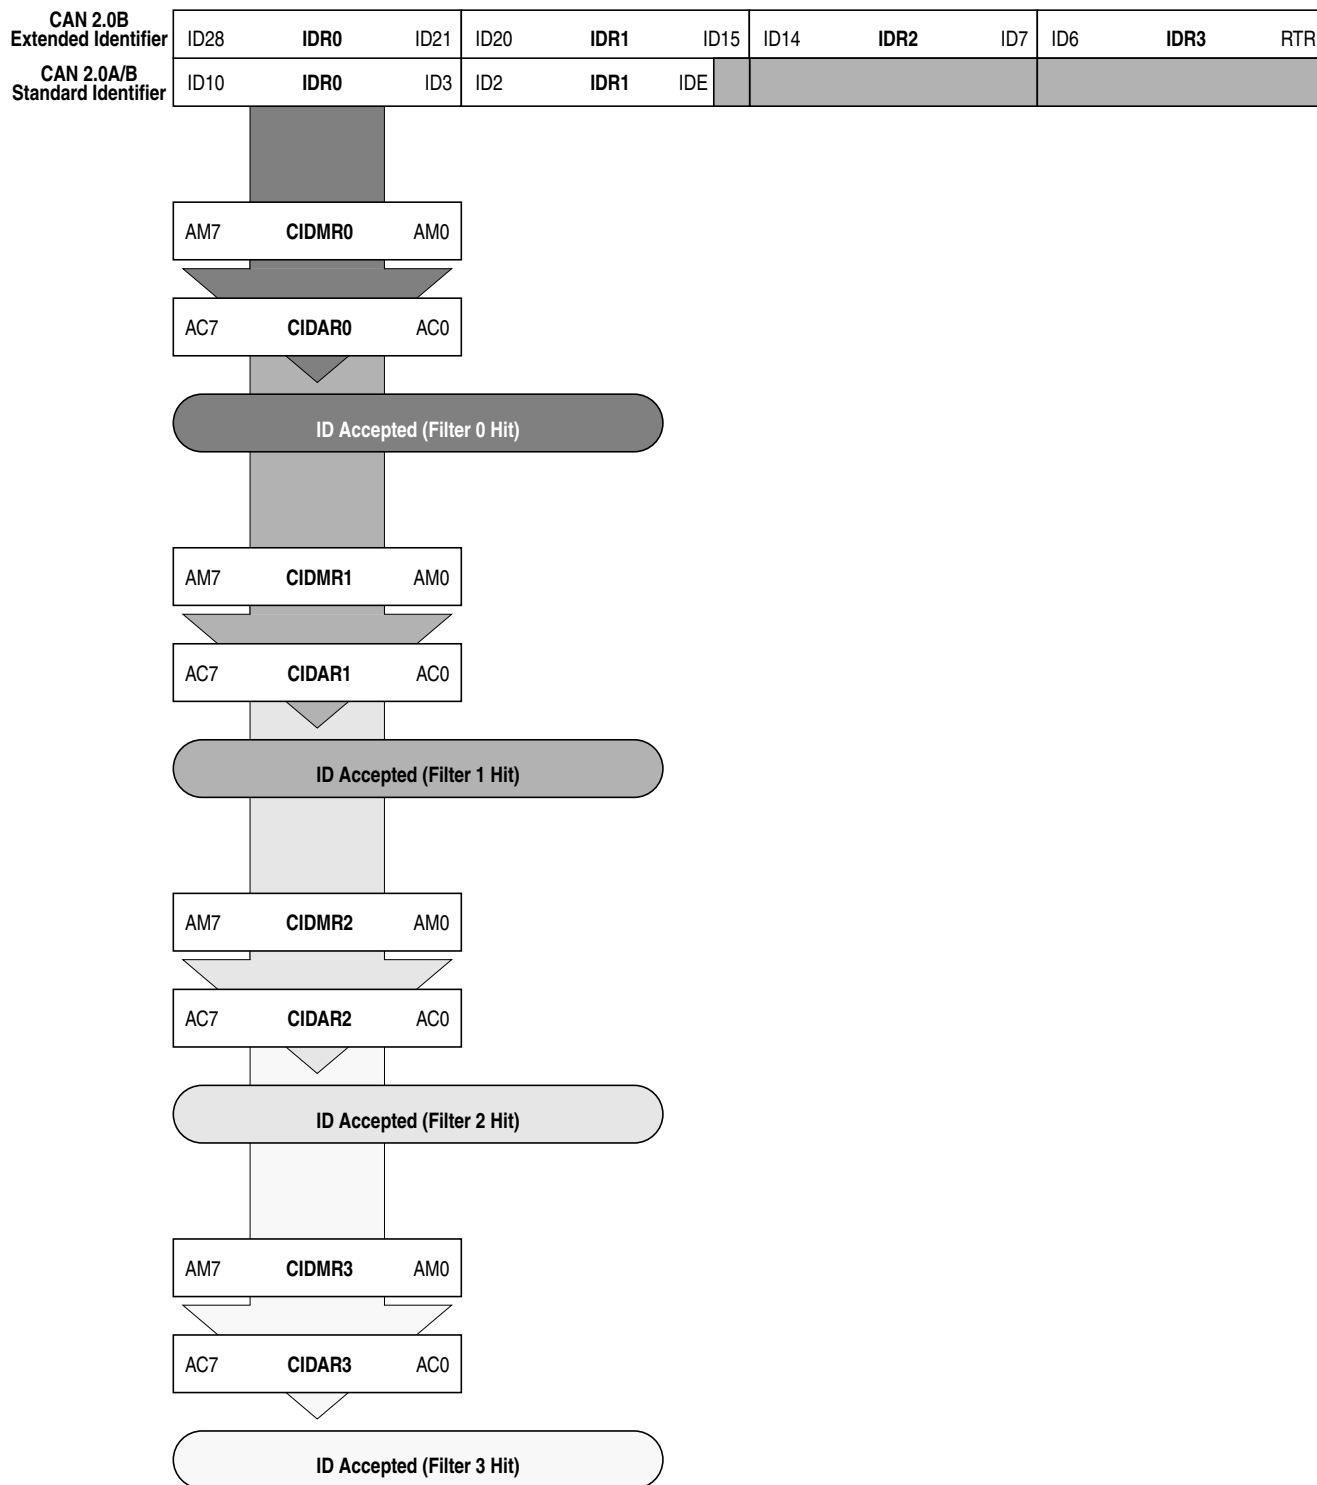 CAN 2.0B
Extended Identifier
ID28 IDR0 ID21 ID20 IDR1 ID15 ID14 IDR2 ID7 ID6 IDR3 RTR
CAN 2.0A/B
Standard Identifier
ID10 IDR0 ID3 ID2 IDR1 IDE
AM7 CIDMR0 AM0
AC7 CIDAR0 AC0
ID Accepted (Filter 0 Hit)
AM7 CIDMR1 AM0
AC7 CIDAR1 AC0
ID Accepted (Filter 1 Hit)
AM7 CIDMR2 AM0
AC7 CIDAR2 AC0
ID Accepted (Filter 2 Hit)
AM7 CIDMR3 AM0
AC7 CIDAR3 AC0
ID Accepted (Filter 3 Hit)